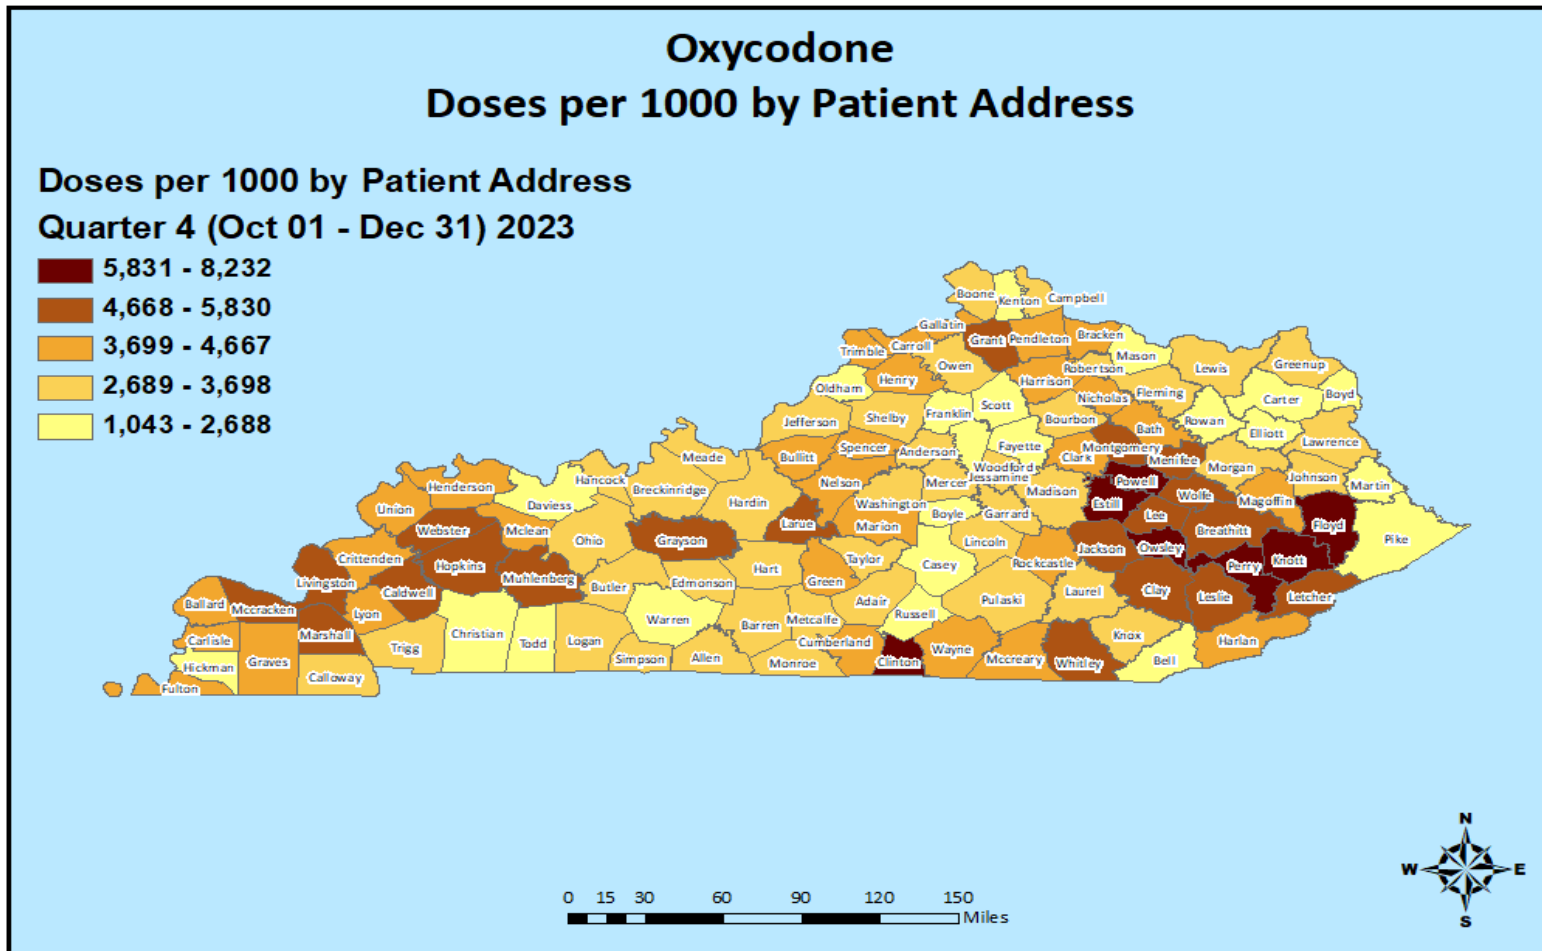 Oxycodone
Doses per 1000 by Patient Address
Doses per 1000 by Patient Address
Quarter 4 (Oct 01 - Dec 31) 2023
5,831 - 8,232
4,668 - 5,830
3,699 - 4,667
2,689 - 3,698
1,043 - 2,688
Boone
Kenton
Campbell
Gallatin
Grant
Pendleton
Bracken
Trimble
Carroll
Owen
Mason
Robertson
Lewis
Greenup
Oldham
Henry
Harrison
Nicholas
Fleming
Carter
Boyd
Jefferson
Shelby
Franklin
Scott
Bourbon
Rowan
Elliott
Lawrence
Bullitt
Spencer
Anderson
Fayette
Clark
Montgomery
Bath
Menifee
Morgan
Johnson
Martin
Woodford
Jessamine
Meade
Hancock
Breckinridge
Hardin
Nelson
Mercer
Madison
Powell
Estill
Wolfe
Magoffin
Floyd
Pike
Henderson
Union
Daviess
Webster
Mclean
Ohio
Grayson
Larue
Washington
Marion
Boyle
Garrard
Lee
Breathitt
Lincoln
Jackson
Owsley
Perry
Knott
Crittenden
Hopkins
Muhlenberg
Butler
Edmonson
Hart
Green
Taylor
Casey
Rockcastle
Livingston
Caldwell
Clay
Leslie
Letcher
Ballard
Mccracken
Lyon
Warren
Barren
Metcalfe
Adair
Russell
Pulaski
Laurel
Carlisle
Marshall
Trigg
Christian
Todd
Logan
Simpson
Allen
Monroe
Cumberland
Clinton
Wayne
Mccreary
Whitley
Knox
Bell
Harlan
Hickman
Graves
Calloway
Fulton
N
W E
S
0 15 30 60 90 120 150
Miles